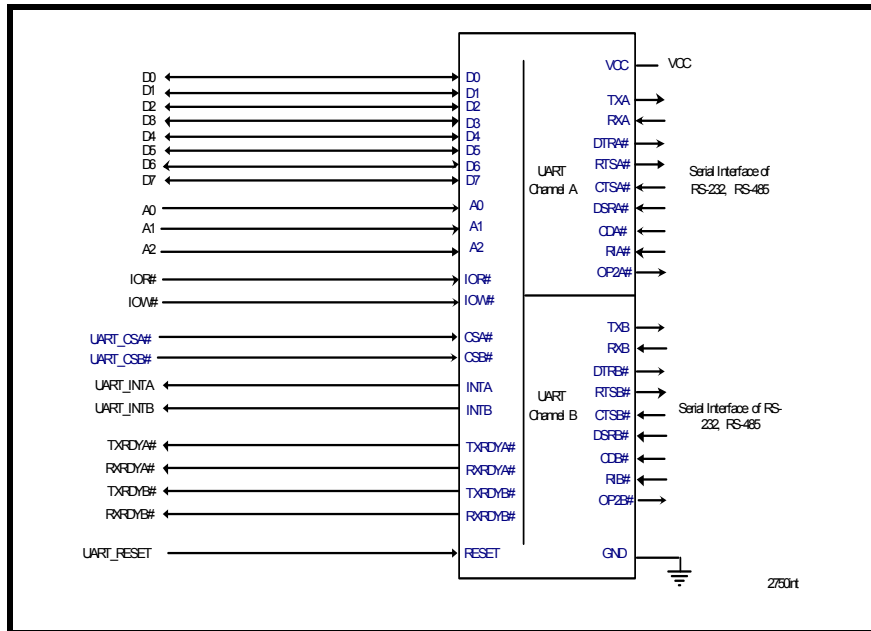 D0
D1
D2
D3
D4
D5
D6
D7
A0
A1
A2
IOR#
IOW#
UART_CSA#
UART_CSB#
UART_INTA
UART_INTB
TXRDYA#
RXRDYA#
TXRDYB#
RXRDYB#
UART_RESET
D0
D1
D2
D3
D4
D5
D6
D7
A0
A1
A2
IOR#
IOW#
CSA#
CSB#
INTA
INTB
TXRDYA#
RXRDYA#
TXRDYB#
RXRDYB#
RESET
UART
Channel A
UART
Channel B
VCC
TXA
RXA
DTRA#
RTSA#
CTSA#
DSRA#
CDA#
RIA#
OP2A#
TXB
RXB
DTRB#
RTSB#
CTSB#
DSRB#
CDB#
RIB#
OP2B#
GND
VCC
Serial Interface of
RS-232, RS-485
Serial Interface of RS-
232, RS-485
2750int